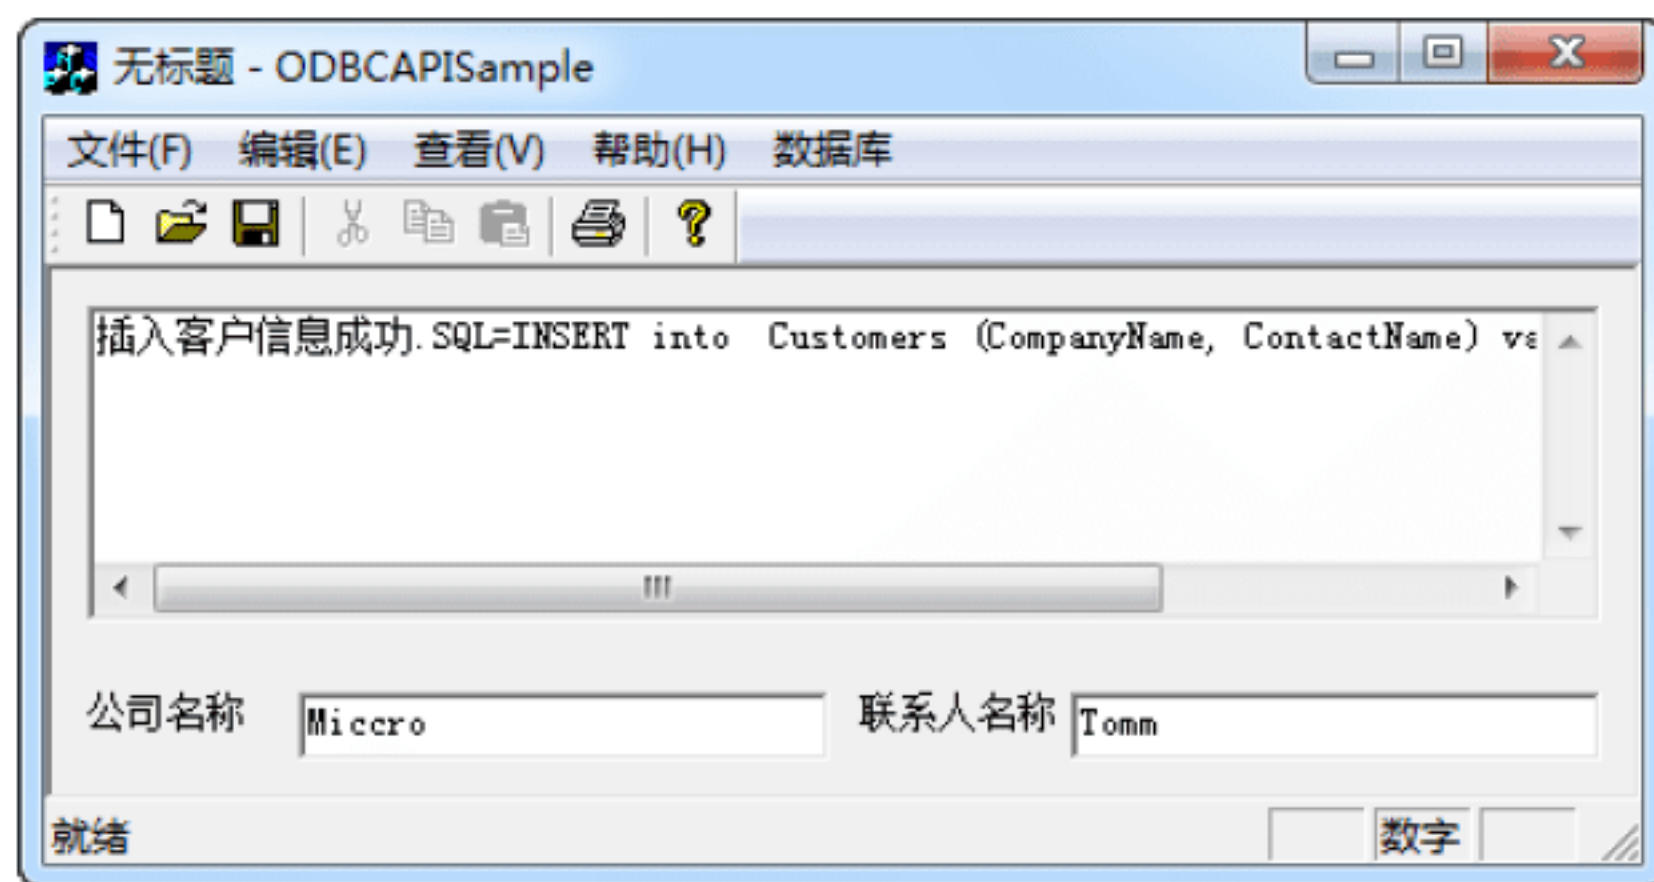 无标题 - ODBCAPISample
文件(F) 编辑(E) 查看(V) 帮助(H) 数据库
插入客户信息成功.SQL=INSERT into  Customers (CompanyName, ContactName)
公司名称 Miccro 联系人名称 Tomm
就绪 数字